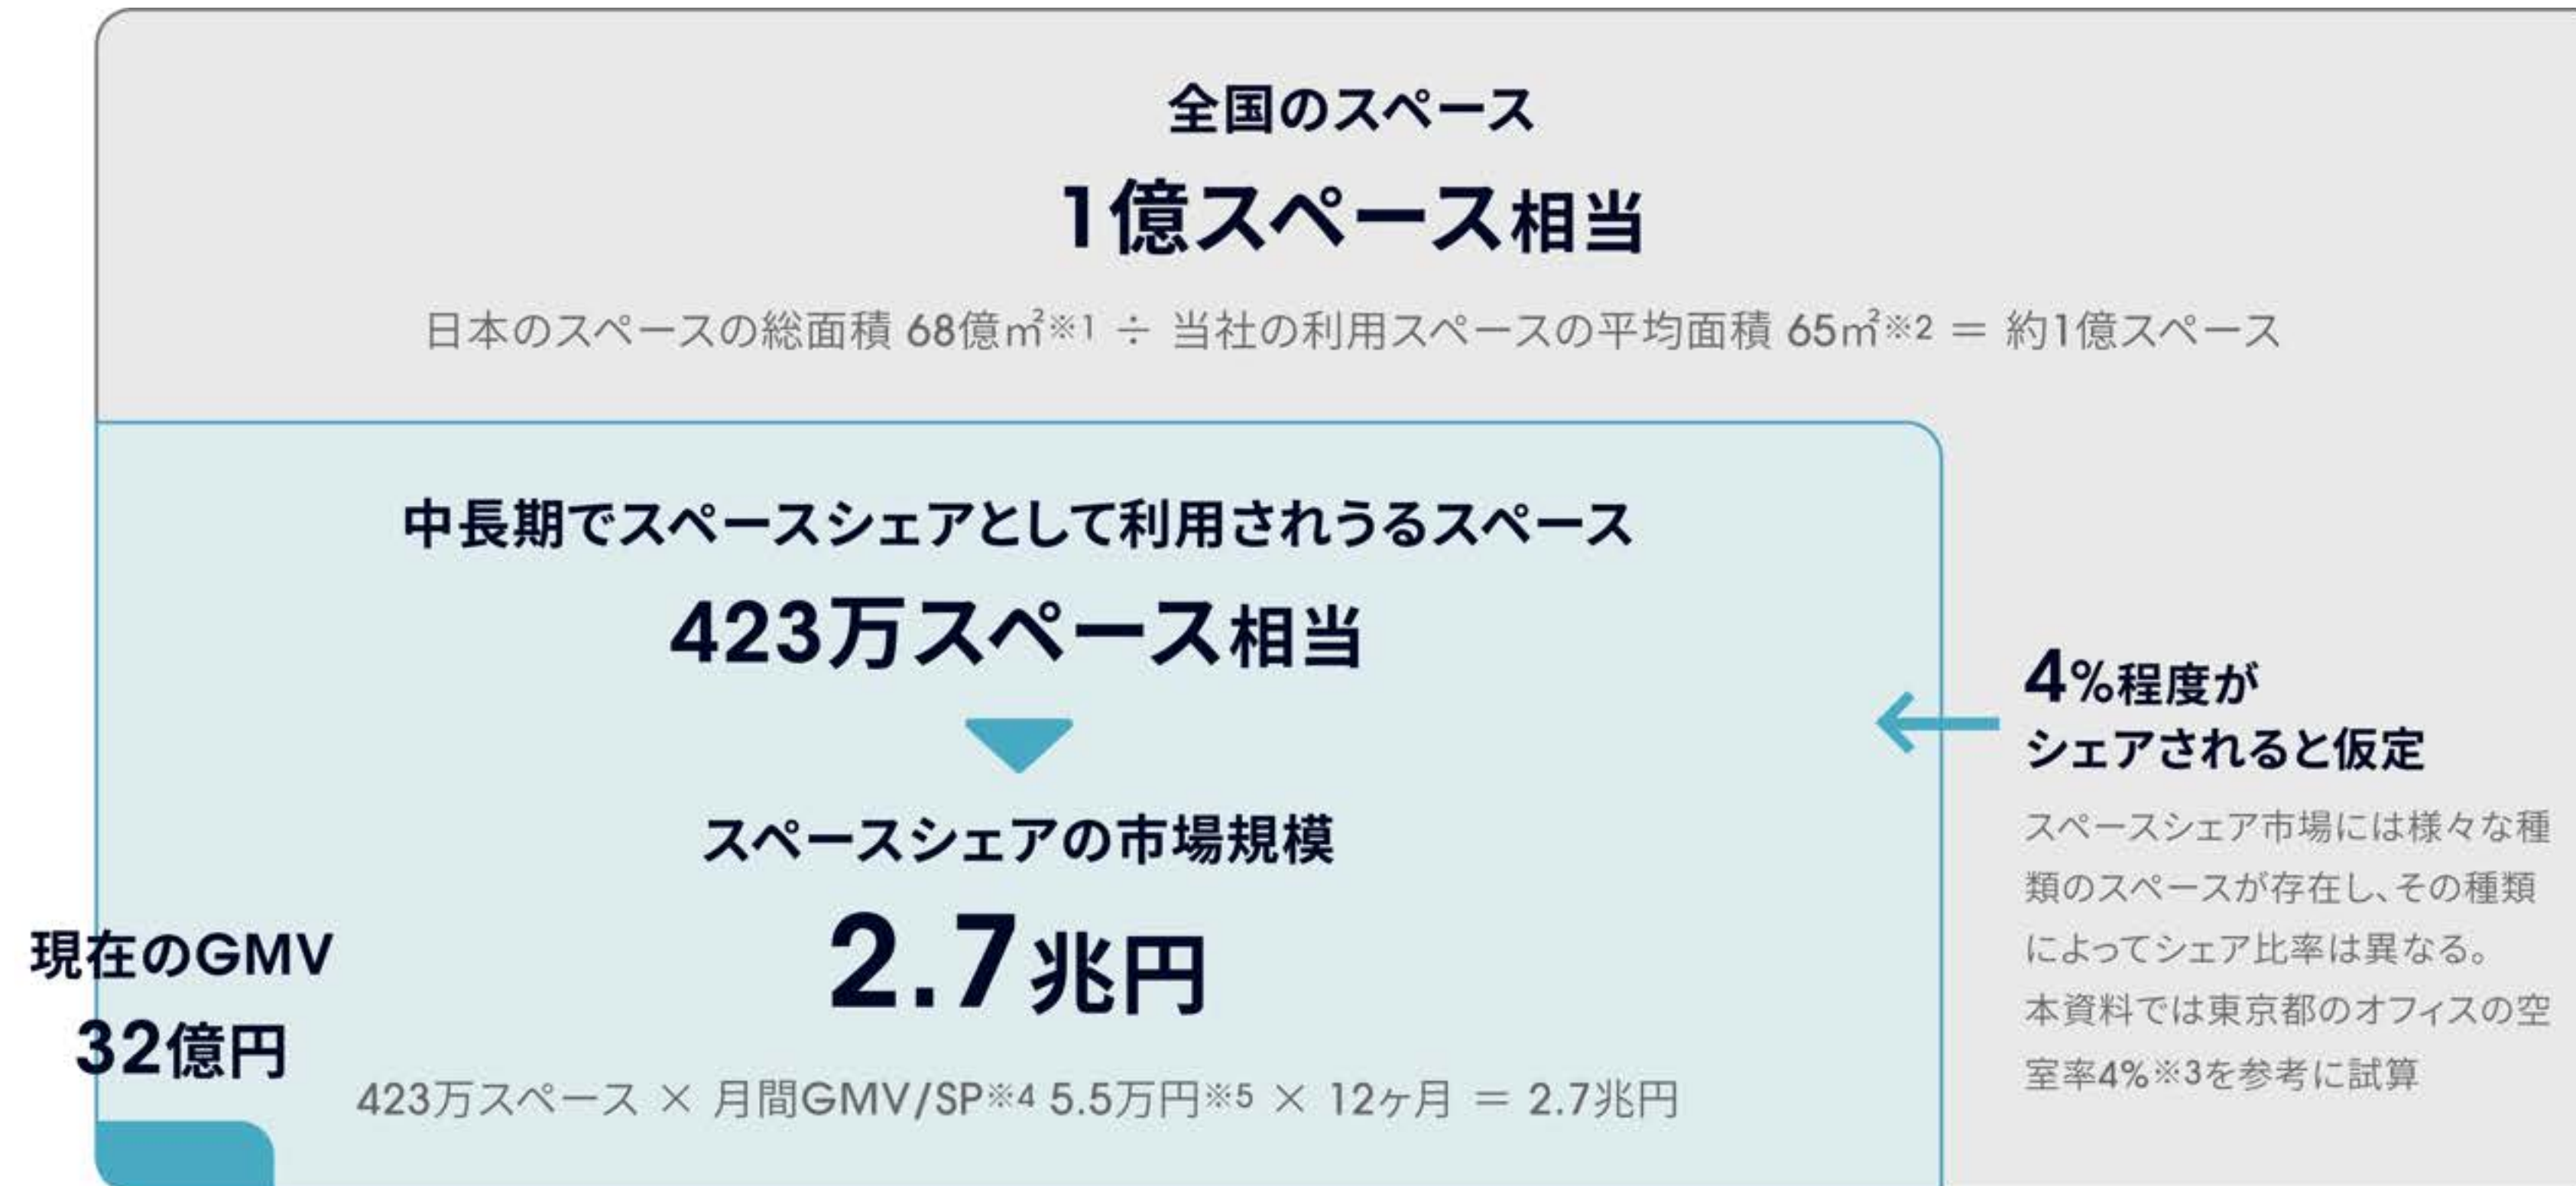 全国のスペース
1億スペース相当
日本のスペースの総面積 68億㎡※1 ÷ 当社の利用スペースの平均面積 65㎡※2 = 約1億スペース
中長期でスペースシェアとして利用されうるスペース
423万スペース相当
4%程度が
シェアされると仮定
スペースシェア市場には様々な種
類のスペースが存在し、その種類
によってシェア比率は異なる。
本資料では東京都のオフィスの空
室率4%※3を参考に試算
スペースシェアの市場規模
2.7兆円
423万スペース × 月間GMV/SP※4 5.5万円※5 × 12ヶ月 = 2.7兆円
現在のGMV
32億円